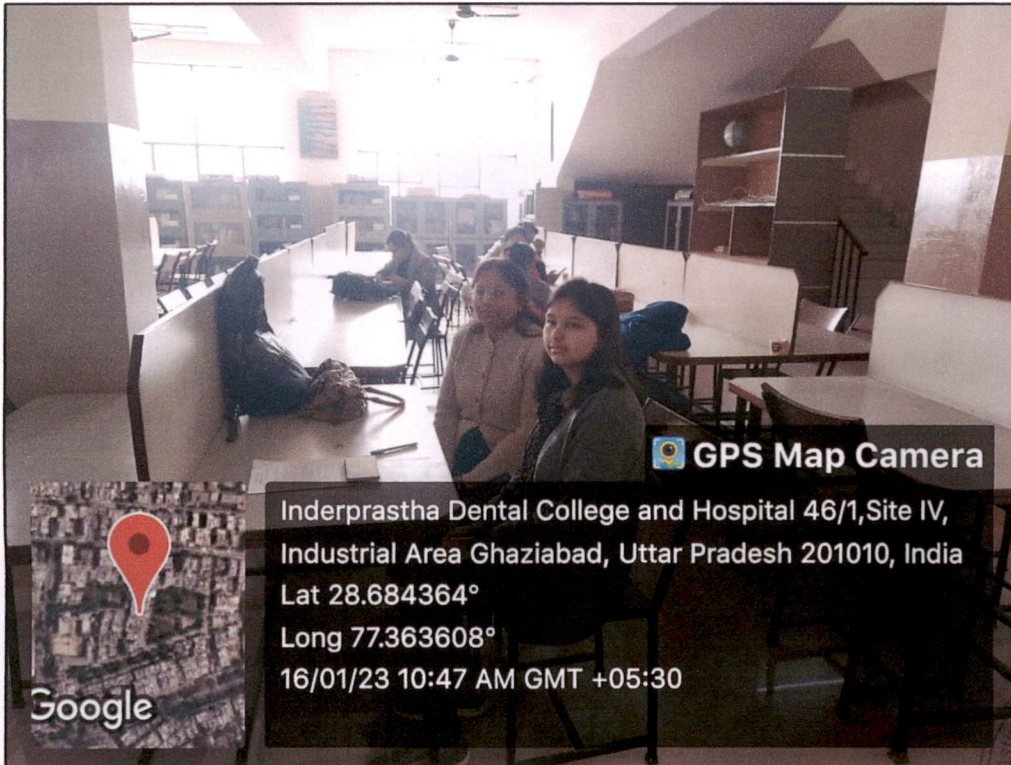 GPS Map Camera
Inderprastha Dental College and Hospital 46/1,Site IV,
Industrial Area Ghaziabad, Uttar Pradesh 201010, India
Lat 28.684364°
Long 77.363608°
16/01/23 10:47 AM GMT +05:30
Google